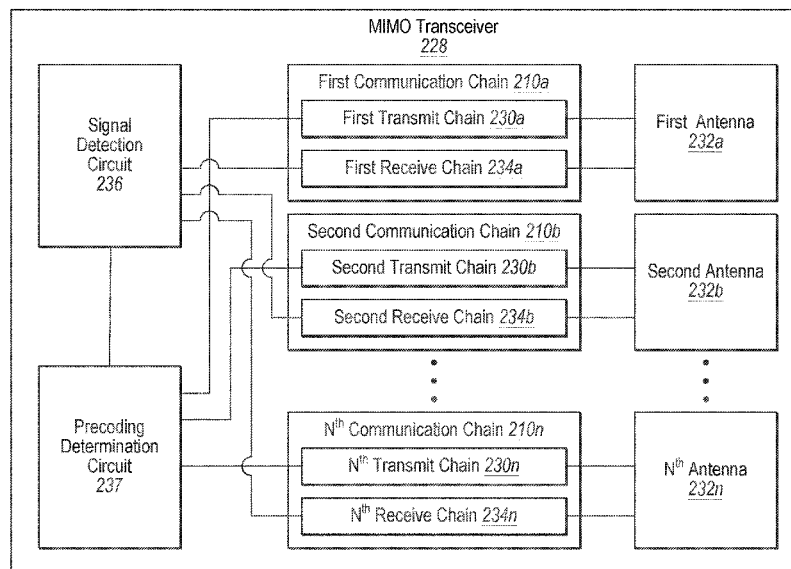 MIMO Transceiver
228
Signal
Detection
Circuit
236
First Communication Chain 210a
First Transmit Chain 230a
First Receive Chain 234a
First Antenna
232a
Second Communication Chain 210b
Second Transmit Chain 230b
Second Receive Chain 234b
Second Antenna
232b
Precoding
Determination
Circuit
237
Nth Communication Chain 210n
Nth Transmit Chain 230n
Nth Receive Chain 234n
Nth Antenna
232n